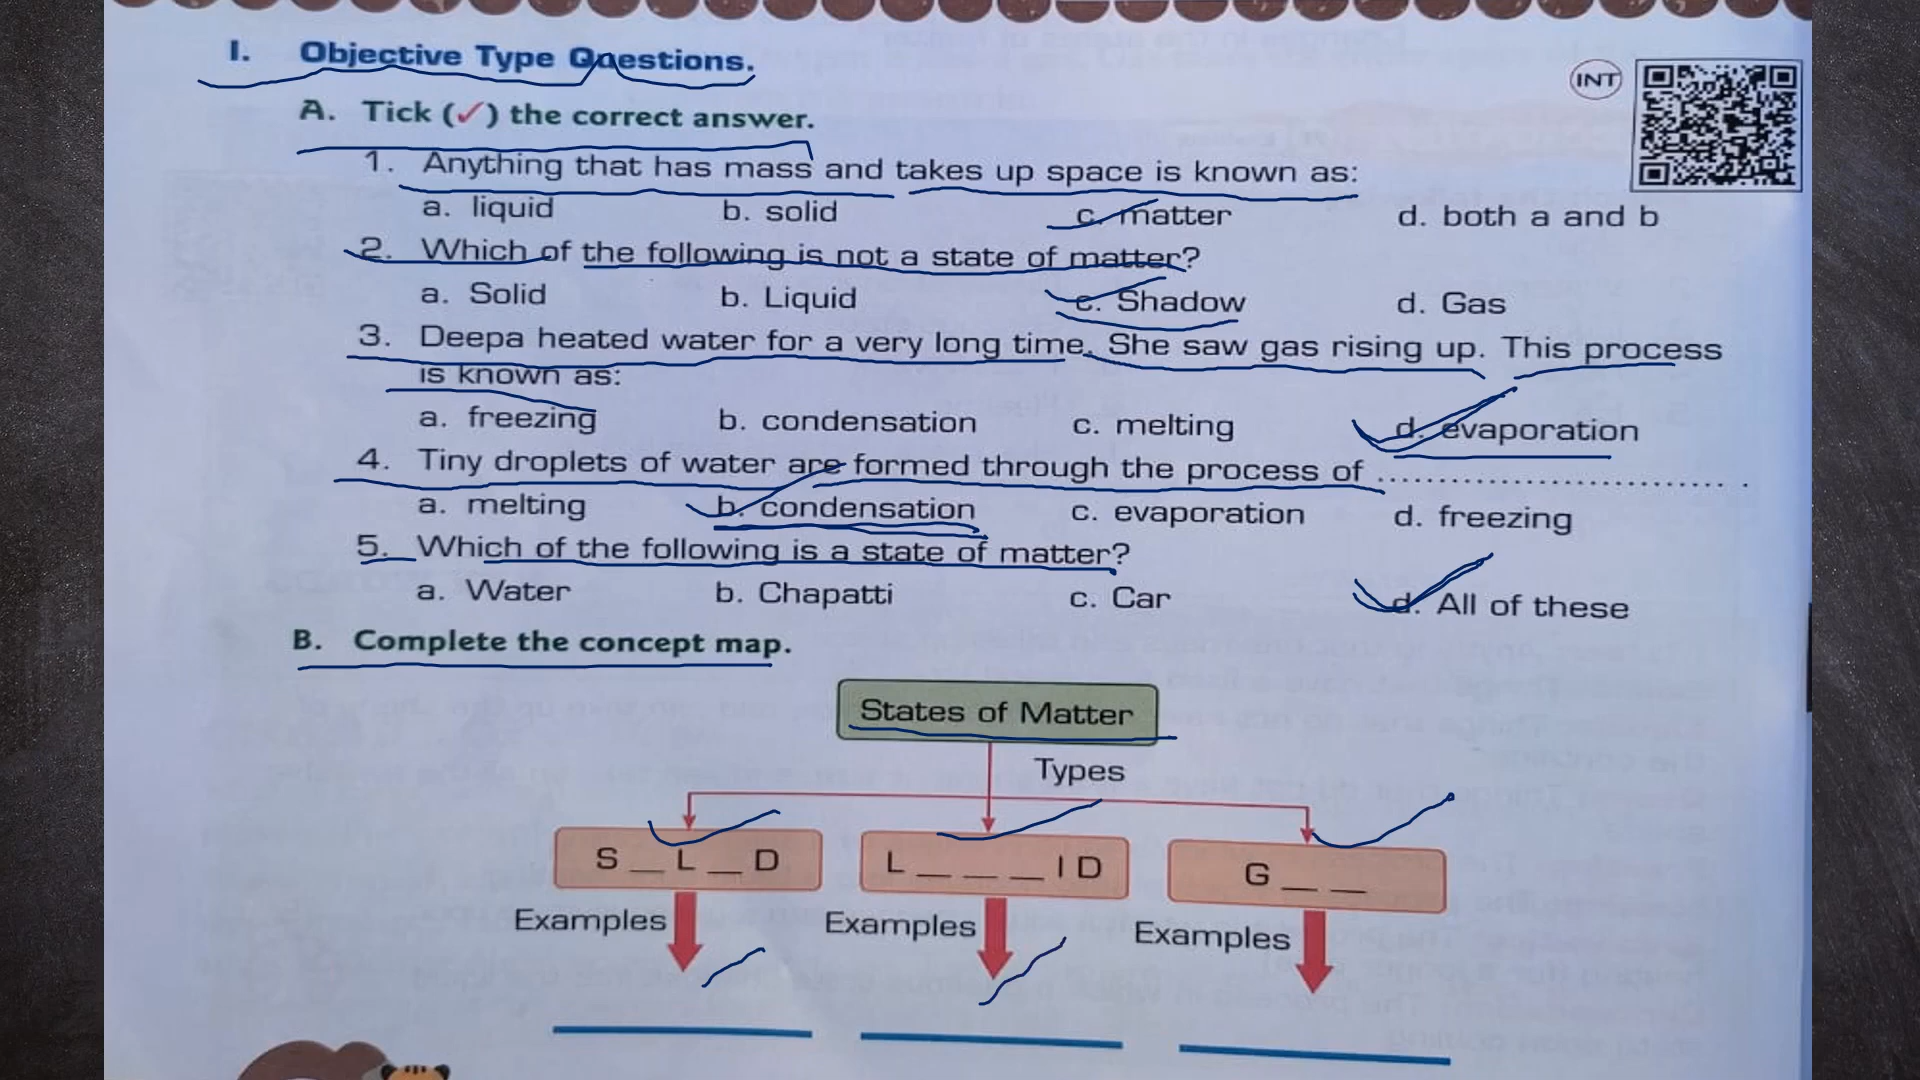 I. Objective Type Questions.
INT
A. Tick (✓) the correct answer.
1. Anything that has mass and takes up space is known as:
a. liquid b. solid c. matter d. both a and b
2. Which of the following is not a state of matter?
a. Solid b. Liquid c. Shadow d. Gas
3. Deepa heated water for a very long time. She saw gas rising up. This process
is known as:
a. freezing b. condensation c. melting d. evaporation
4. Tiny droplets of water are formed through the process of ..............................
a. melting b. condensation c. evaporation d. freezing
5. Which of the following is a state of matter?
a. Water b. Chapatti c. Car d. All of these
B. Complete the concept map.
States of Matter
Types
S _ L _ D L _ _ _ I D G _ _
Examples Examples Examples